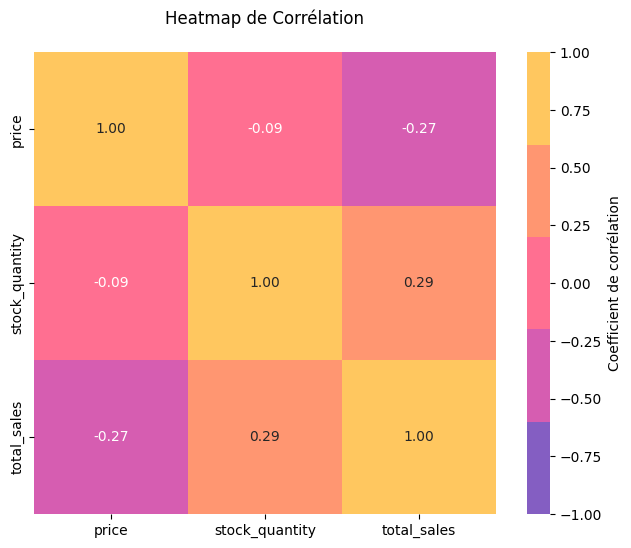 Heatmap de Corrélation
price
1.00
-0.09
-0.27
stock_quantity
-0.09
1.00
0.29
total_sales
-0.27
0.29
1.00
price
stock_quantity
total_sales
1.00
0.75
0.50
0.25
0.00
−0.25
−0.50
−0.75
−1.00
Coefficient de corrélation